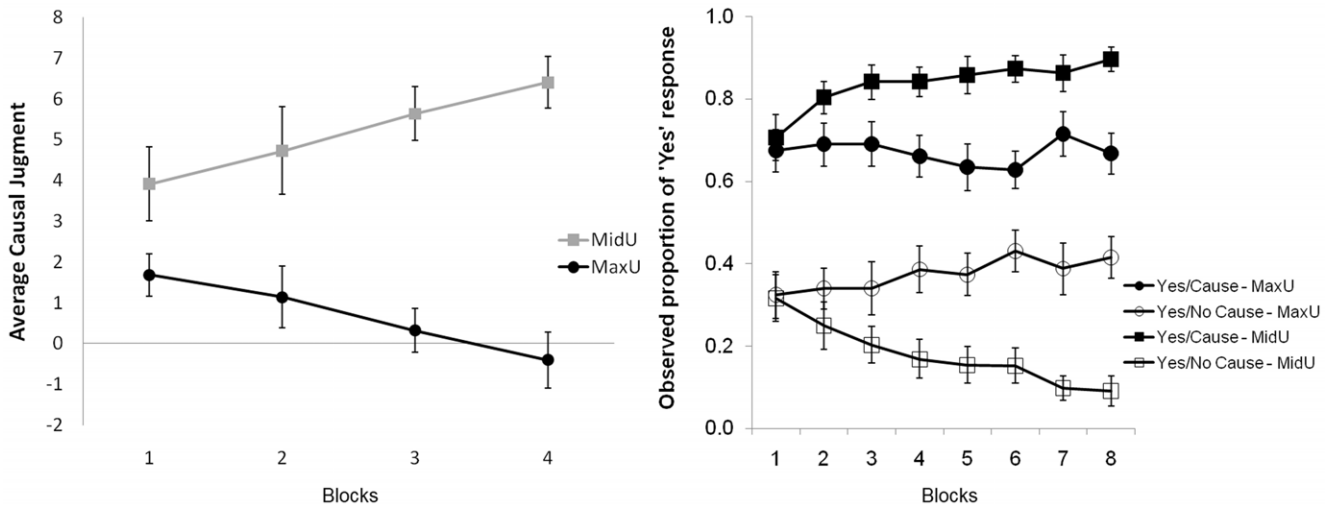 Average Causal Jugment
8
7
6
5
4
3
2
1
0
-1
-2
1 2 3 4
Blocks
MidU
MaxU
Observed proportion of 'Yes' response
1.0
0.8
0.6
0.4
0.2
0.0
1 2 3 4 5 6 7 8
Blocks
Yes/Cause - MaxU
Yes/No Cause - MaxU
Yes/Cause - MidU
Yes/No Cause - MidU